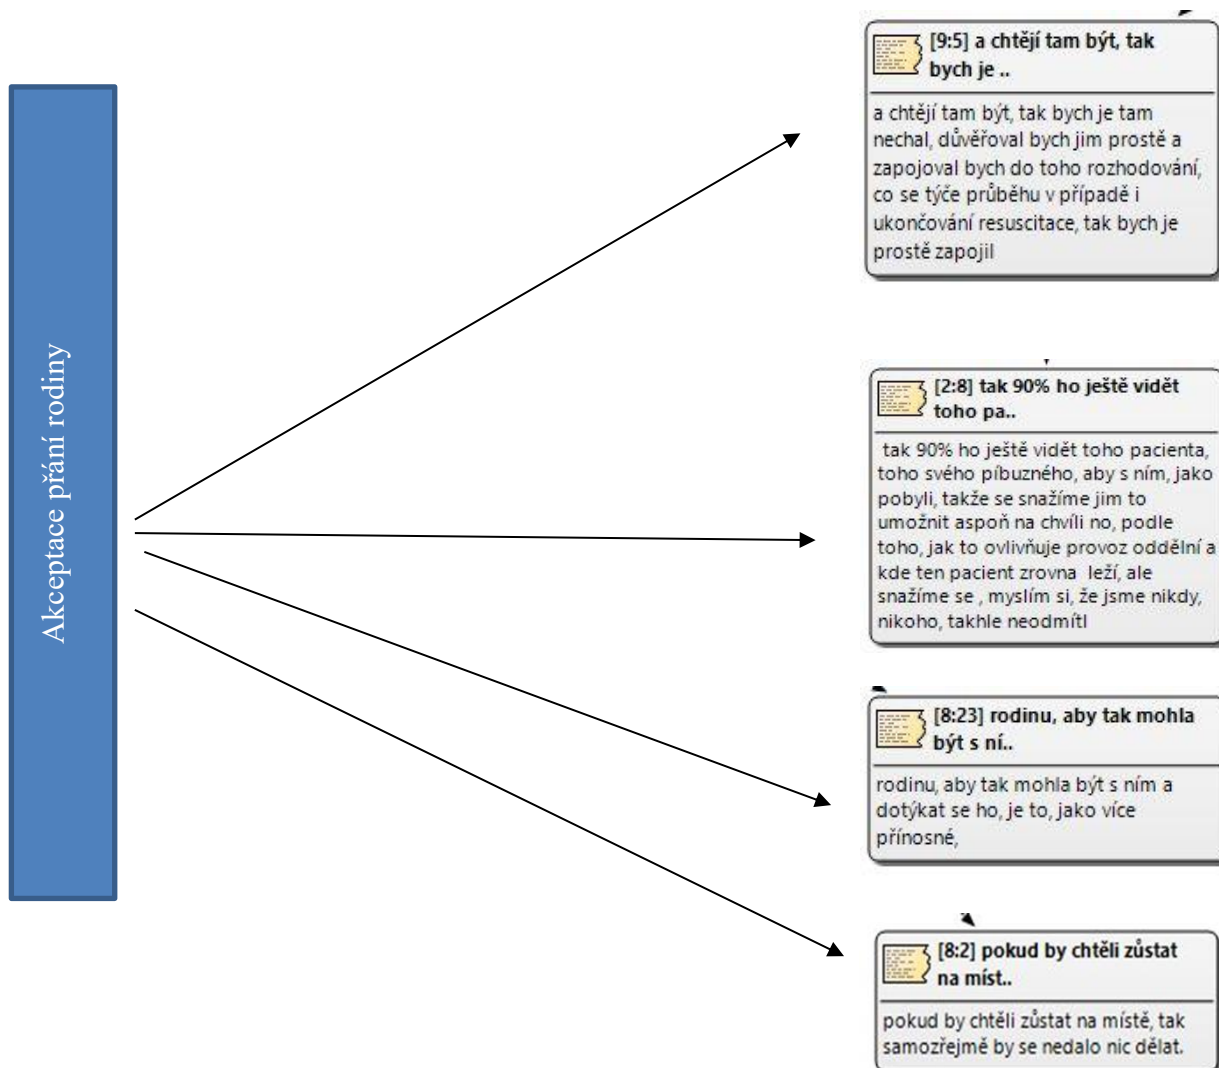 Akceptace přání rodiny
[9:5] a chtějí tam být, tak
bych je ..
a chtějí tam být, tak bych je tam
nechal, důvěřoval bych jim prostě a
zapojoval bych do toho rozhodování,
co se týče průběhu v případě i
ukončování resuscitace, tak bych je
prostě zapojil
[2:8] tak 90% ho ještě vidět
toho pa..
tak 90% ho ještě vidět toho pacienta,
toho svého píbuzného, aby s ním, jako
pobyli, takže se snažíme jim to
umožnit aspoň na chvíli no, podle
toho, jak to ovlivňuje provoz oddělní a
kde ten pacient zrovna leží, ale
snažíme se , myslím si, že jsme nikdy,
nikoho, takhle neodmítl
[8:23] rodinu, aby tak mohla
být s ní..
rodinu, aby tak mohla být s ním a
dotýkat se ho, je to, jako více
přínosné,
[8:2] pokud by chtěli zůstat
na míst..
pokud by chtěli zůstat na místě, tak
samozřejmě by se nedalo nic dělat.